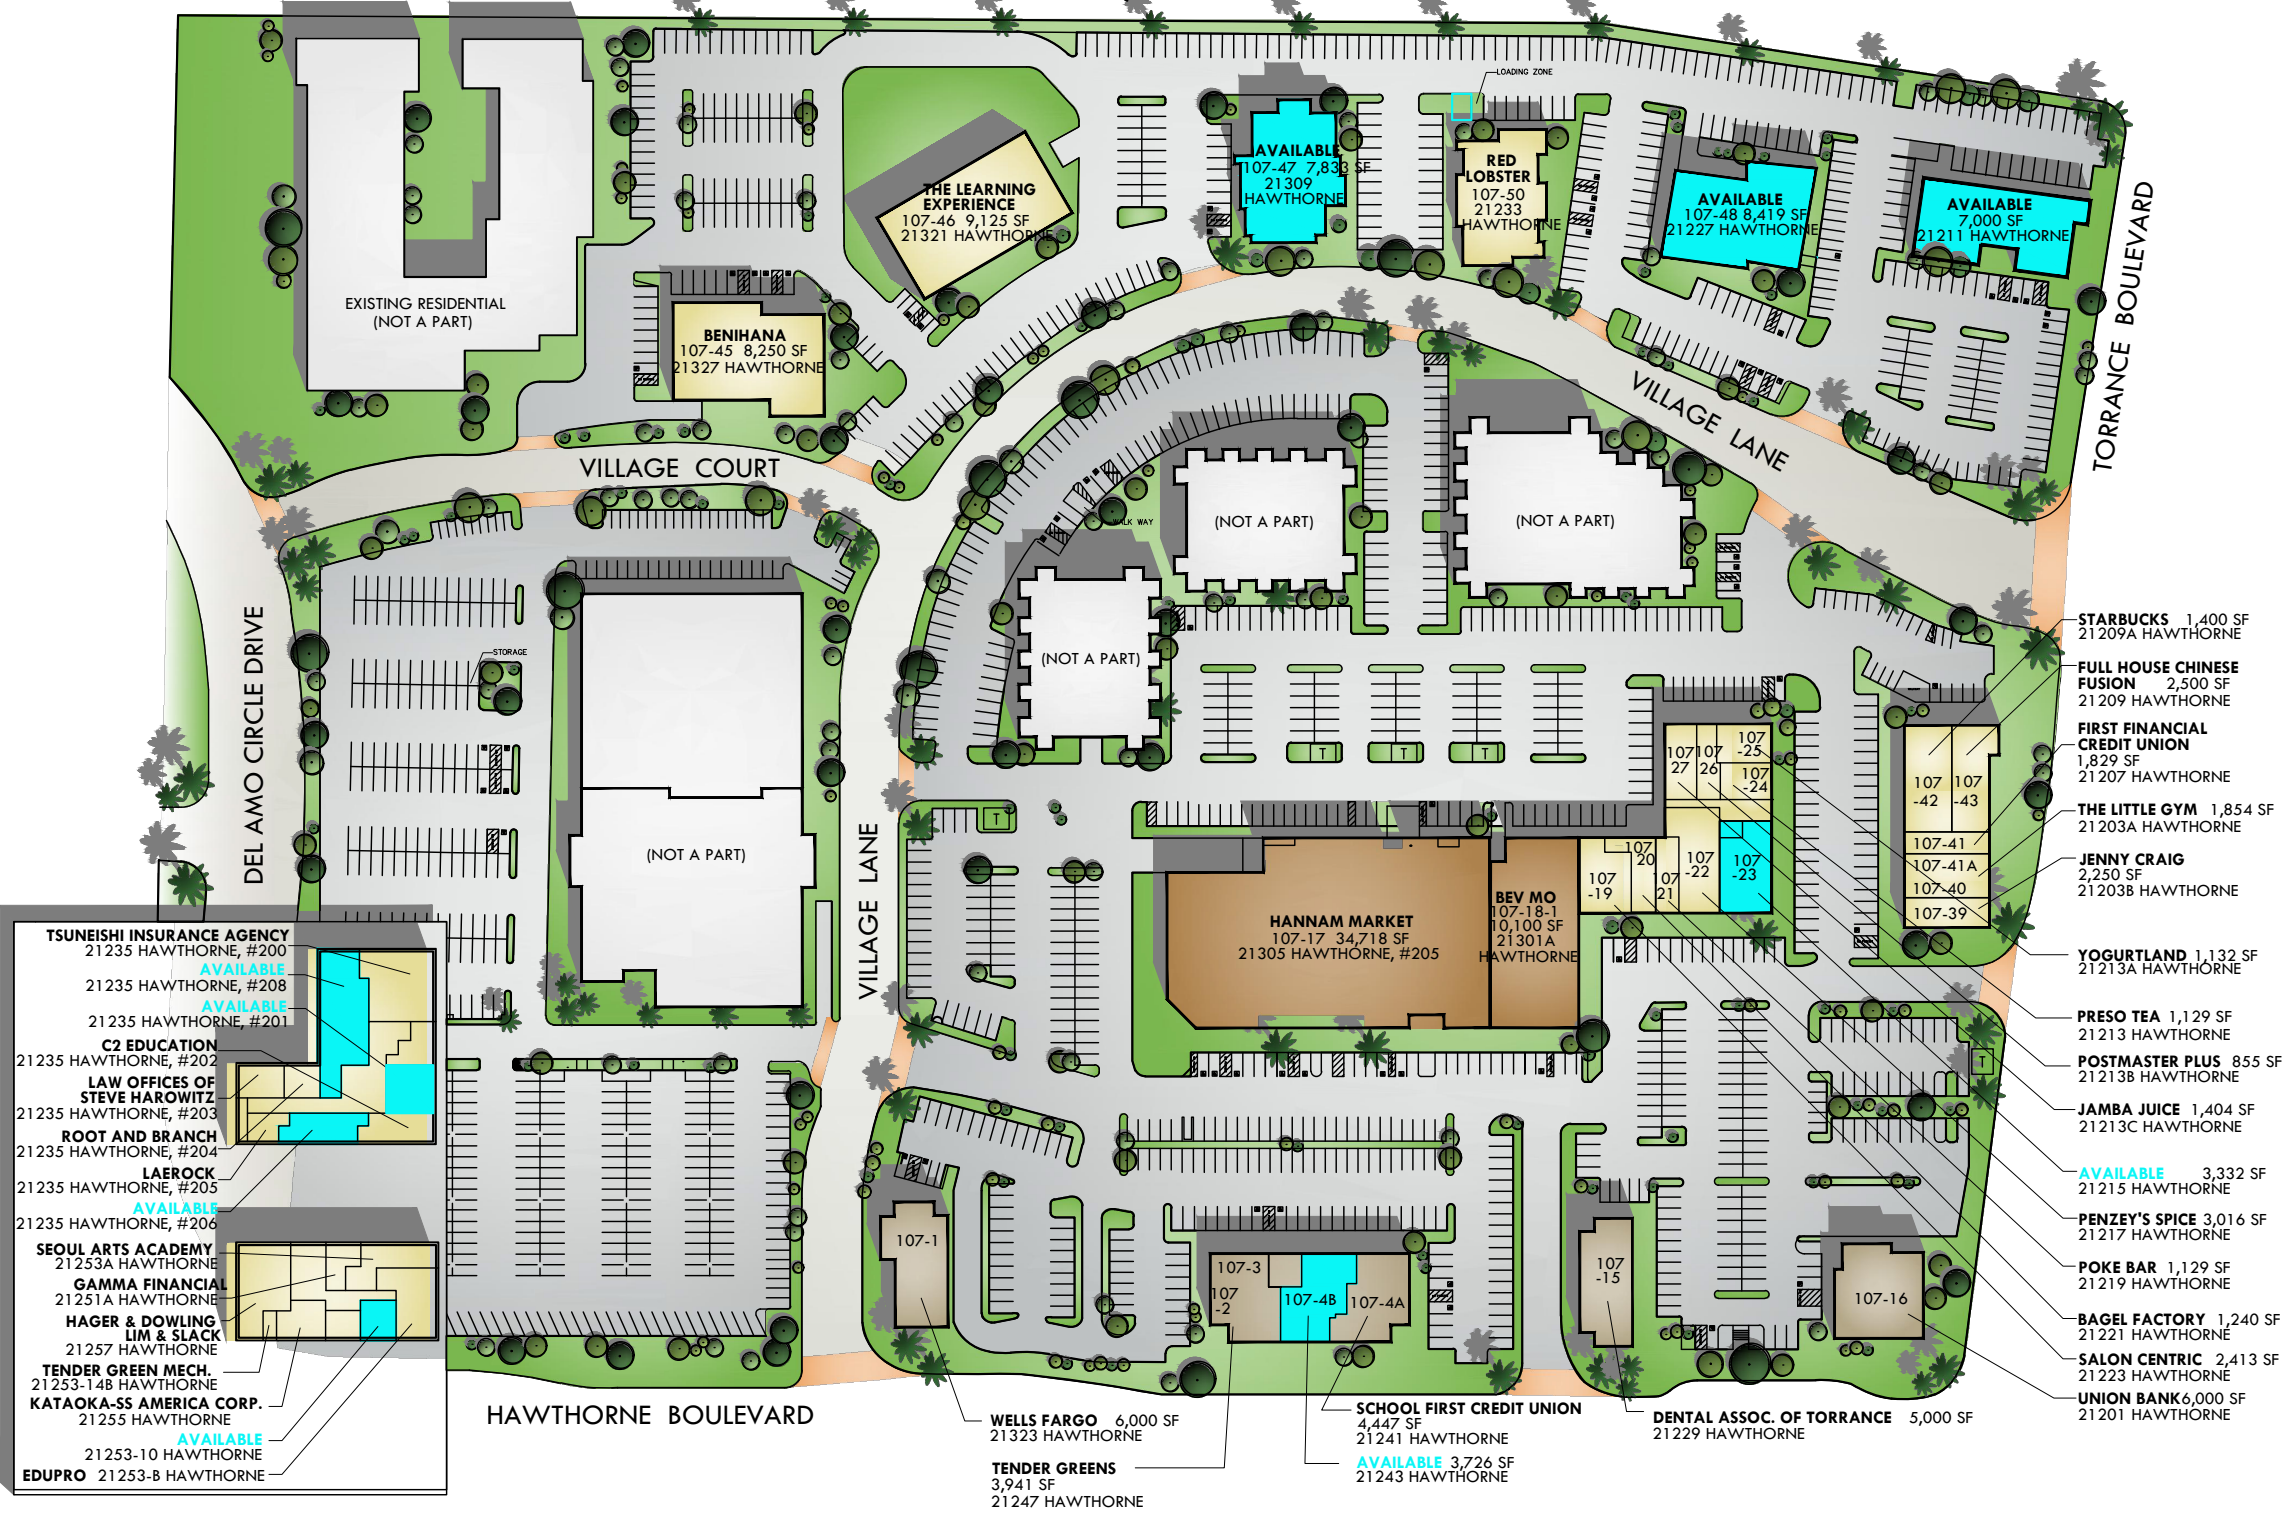 LOADING ZONE
EXISTING RESIDENTIAL
(NOT A PART)
THE LEARNING
EXPERIENCE
107-46 9,125 SF
21321 HAWTHORNE
AVAILABLE
107-47 7,833 SF
21309
HAWTHORNE
RED
LOBSTER
107-50
21233
HAWTHORNE
AVAILABLE
107-48 8,419 SF
21227 HAWTHORNE
AVAILABLE
7,000 SF
21211 HAWTHORNE
TORRANCE BOULEVARD
BENIHANA
107-45 8,250 SF
21327 HAWTHORNE
VILLAGE LANE
VILLAGE COURT
WALK WAY
(NOT A PART)
(NOT A PART)
(NOT A PART)
(NOT A PART)
STORAGE
DEL AMO CIRCLE DRIVE
VILLAGE LANE
T
T
T
T
T
107
27
107
26
107
-25
107
-24
107
-42
107
-43
107-41
107-41A
107-40
107-39
107
-19
107
20
107
21
107
-22
107
-23
HANNAM MARKET
107-17 34,718 SF
21305 HAWTHORNE, #205
BEV MO
107-18-1
10,100 SF
21301A
HAWTHORNE
STARBUCKS 1,400 SF
21209A HAWTHORNE
FULL HOUSE CHINESE
FUSION 2,500 SF
21209 HAWTHORNE
FIRST FINANCIAL
CREDIT UNION
1,829 SF
21207 HAWTHORNE
THE LITTLE GYM 1,854 SF
21203A HAWTHORNE
JENNY CRAIG
2,250 SF
21203B HAWTHORNE
YOGURTLAND 1,132 SF
21213A HAWTHORNE
PRESO TEA 1,129 SF
21213 HAWTHORNE
POSTMASTER PLUS 855 SF
21213B HAWTHORNE
JAMBA JUICE 1,404 SF
21213C HAWTHORNE
AVAILABLE 3,332 SF
21215 HAWTHORNE
PENZEY'S SPICE 3,016 SF
21217 HAWTHORNE
POKE BAR 1,129 SF
21219 HAWTHORNE
BAGEL FACTORY 1,240 SF
21221 HAWTHORNE
SALON CENTRIC 2,413 SF
21223 HAWTHORNE
UNION BANK 6,000 SF
21201 HAWTHORNE
TSUNEISHI INSURANCE AGENCY
21235 HAWTHORNE, #200
AVAILABLE
21235 HAWTHORNE, #208
AVAILABLE
21235 HAWTHORNE, #201
C2 EDUCATION
21235 HAWTHORNE, #202
LAW OFFICES OF
STEVE HAROWITZ
21235 HAWTHORNE, #203
ROOT AND BRANCH
21235 HAWTHORNE, #204
LAEROCK
21235 HAWTHORNE, #205
AVAILABLE
21235 HAWTHORNE, #206
SEOUL ARTS ACADEMY
21253A HAWTHORNE
GAMMA FINANCIAL
21251A HAWTHORNE
HAGER & DOWLING
LIM & SLACK
21257 HAWTHORNE
TENDER GREEN MECH.
21253-14B HAWTHORNE
KATAOKA-SS AMERICA CORP.
21255 HAWTHORNE
AVAILABLE
21253-10 HAWTHORNE
EDUPRO 21253-B HAWTHORNE
107-1
107-3
107
-2
107-4B
107-4A
107
-15
107-16
HAWTHORNE BOULEVARD
WELLS FARGO 6,000 SF
21323 HAWTHORNE
TENDER GREENS
3,941 SF
21247 HAWTHORNE
SCHOOL FIRST CREDIT UNION
4,447 SF
21241 HAWTHORNE
AVAILABLE 3,726 SF
21243 HAWTHORNE
DENTAL ASSOC. OF TORRANCE 5,000 SF
21229 HAWTHORNE